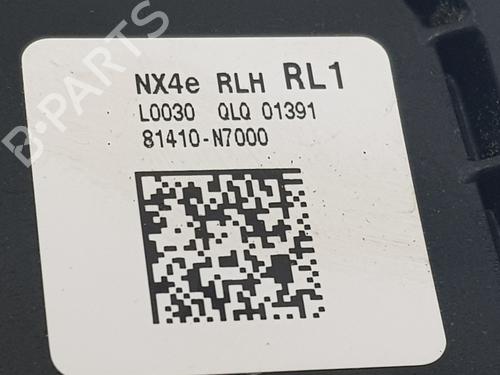 B-PARTS
NX4e RLH RL1
L0030 QLQ 01391
81410-N7000